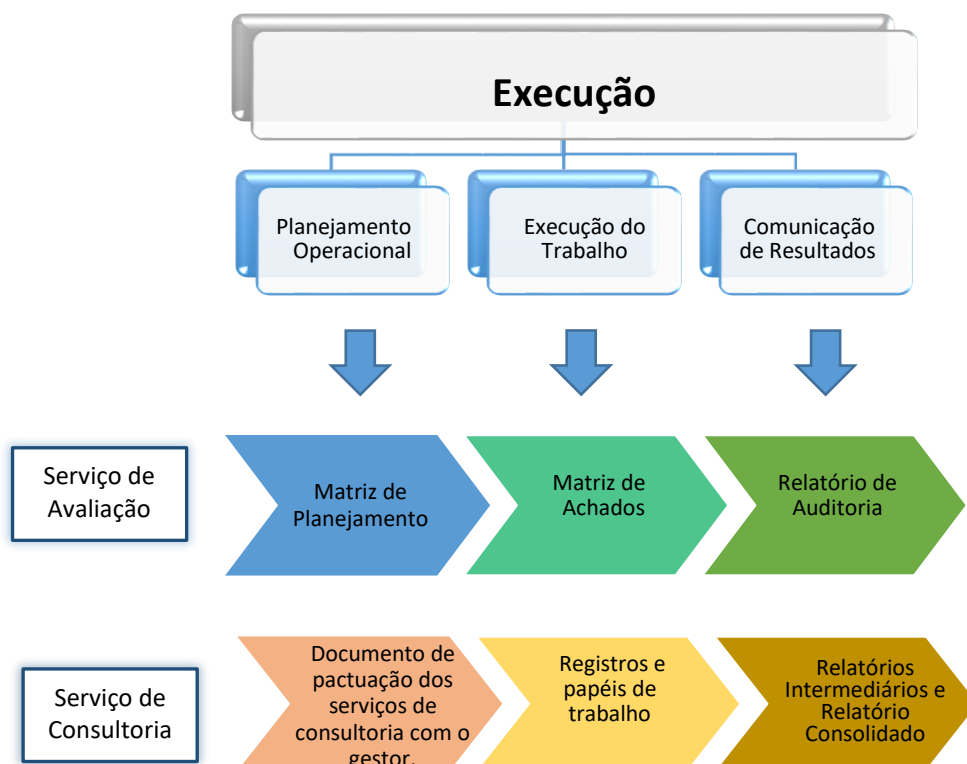 Execução
Planejamento
Operacional
Execução do
Trabalho
Comunicação
de Resultados
Serviço de
Avaliação
Matriz de
Planejamento
Matriz de
Achados
Relatório de
Auditoria
Serviço de
Consultoria
Documento de
pactuação dos
serviços de
consultoria com o
gestor.
Registros e
papéis de
trabalho
Relatórios
Intermediários e
Relatório
Consolidado